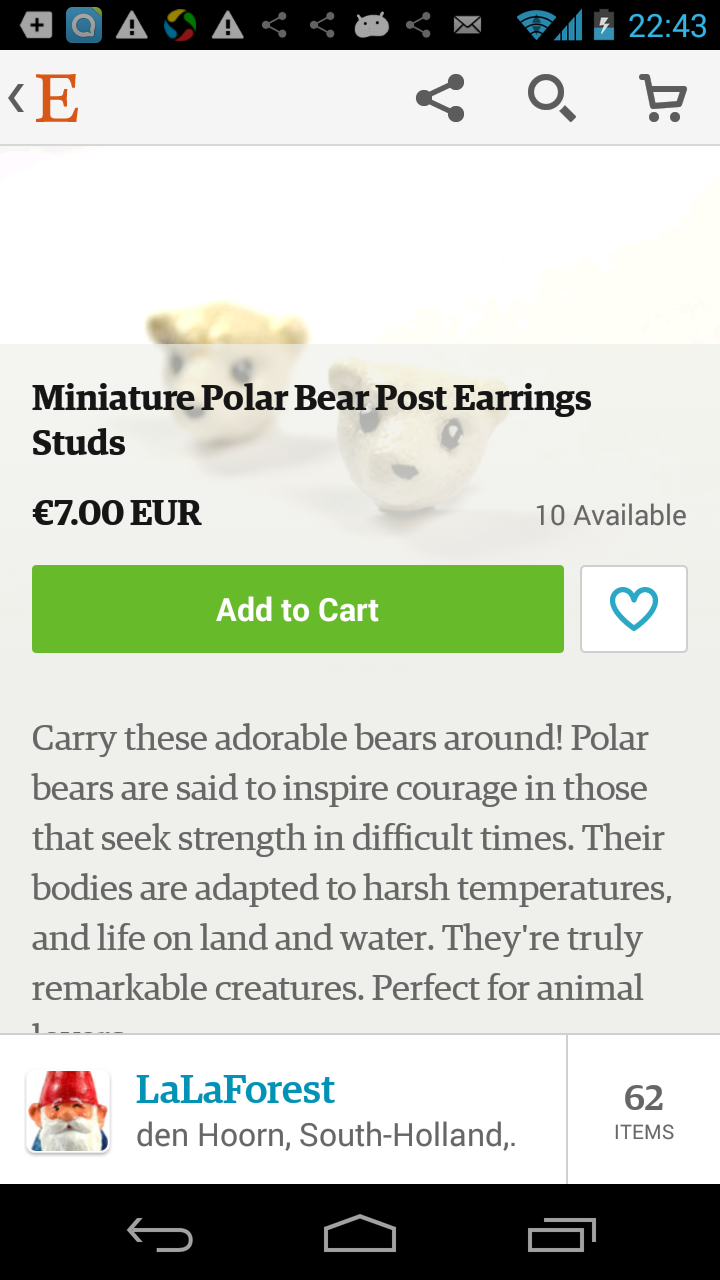 22:43
E
Miniature Polar Bear Post Earrings
Studs
€7.00 EUR
10 Available
Add to Cart
Carry these adorable bears around! Polar
bears are said to inspire courage in those
that seek strength in difficult times. Their
bodies are adapted to harsh temperatures,
and life on land and water. They're truly
remarkable creatures. Perfect for animal
LaLaForest
den Hoorn, South-Holland,.
62
ITEMS